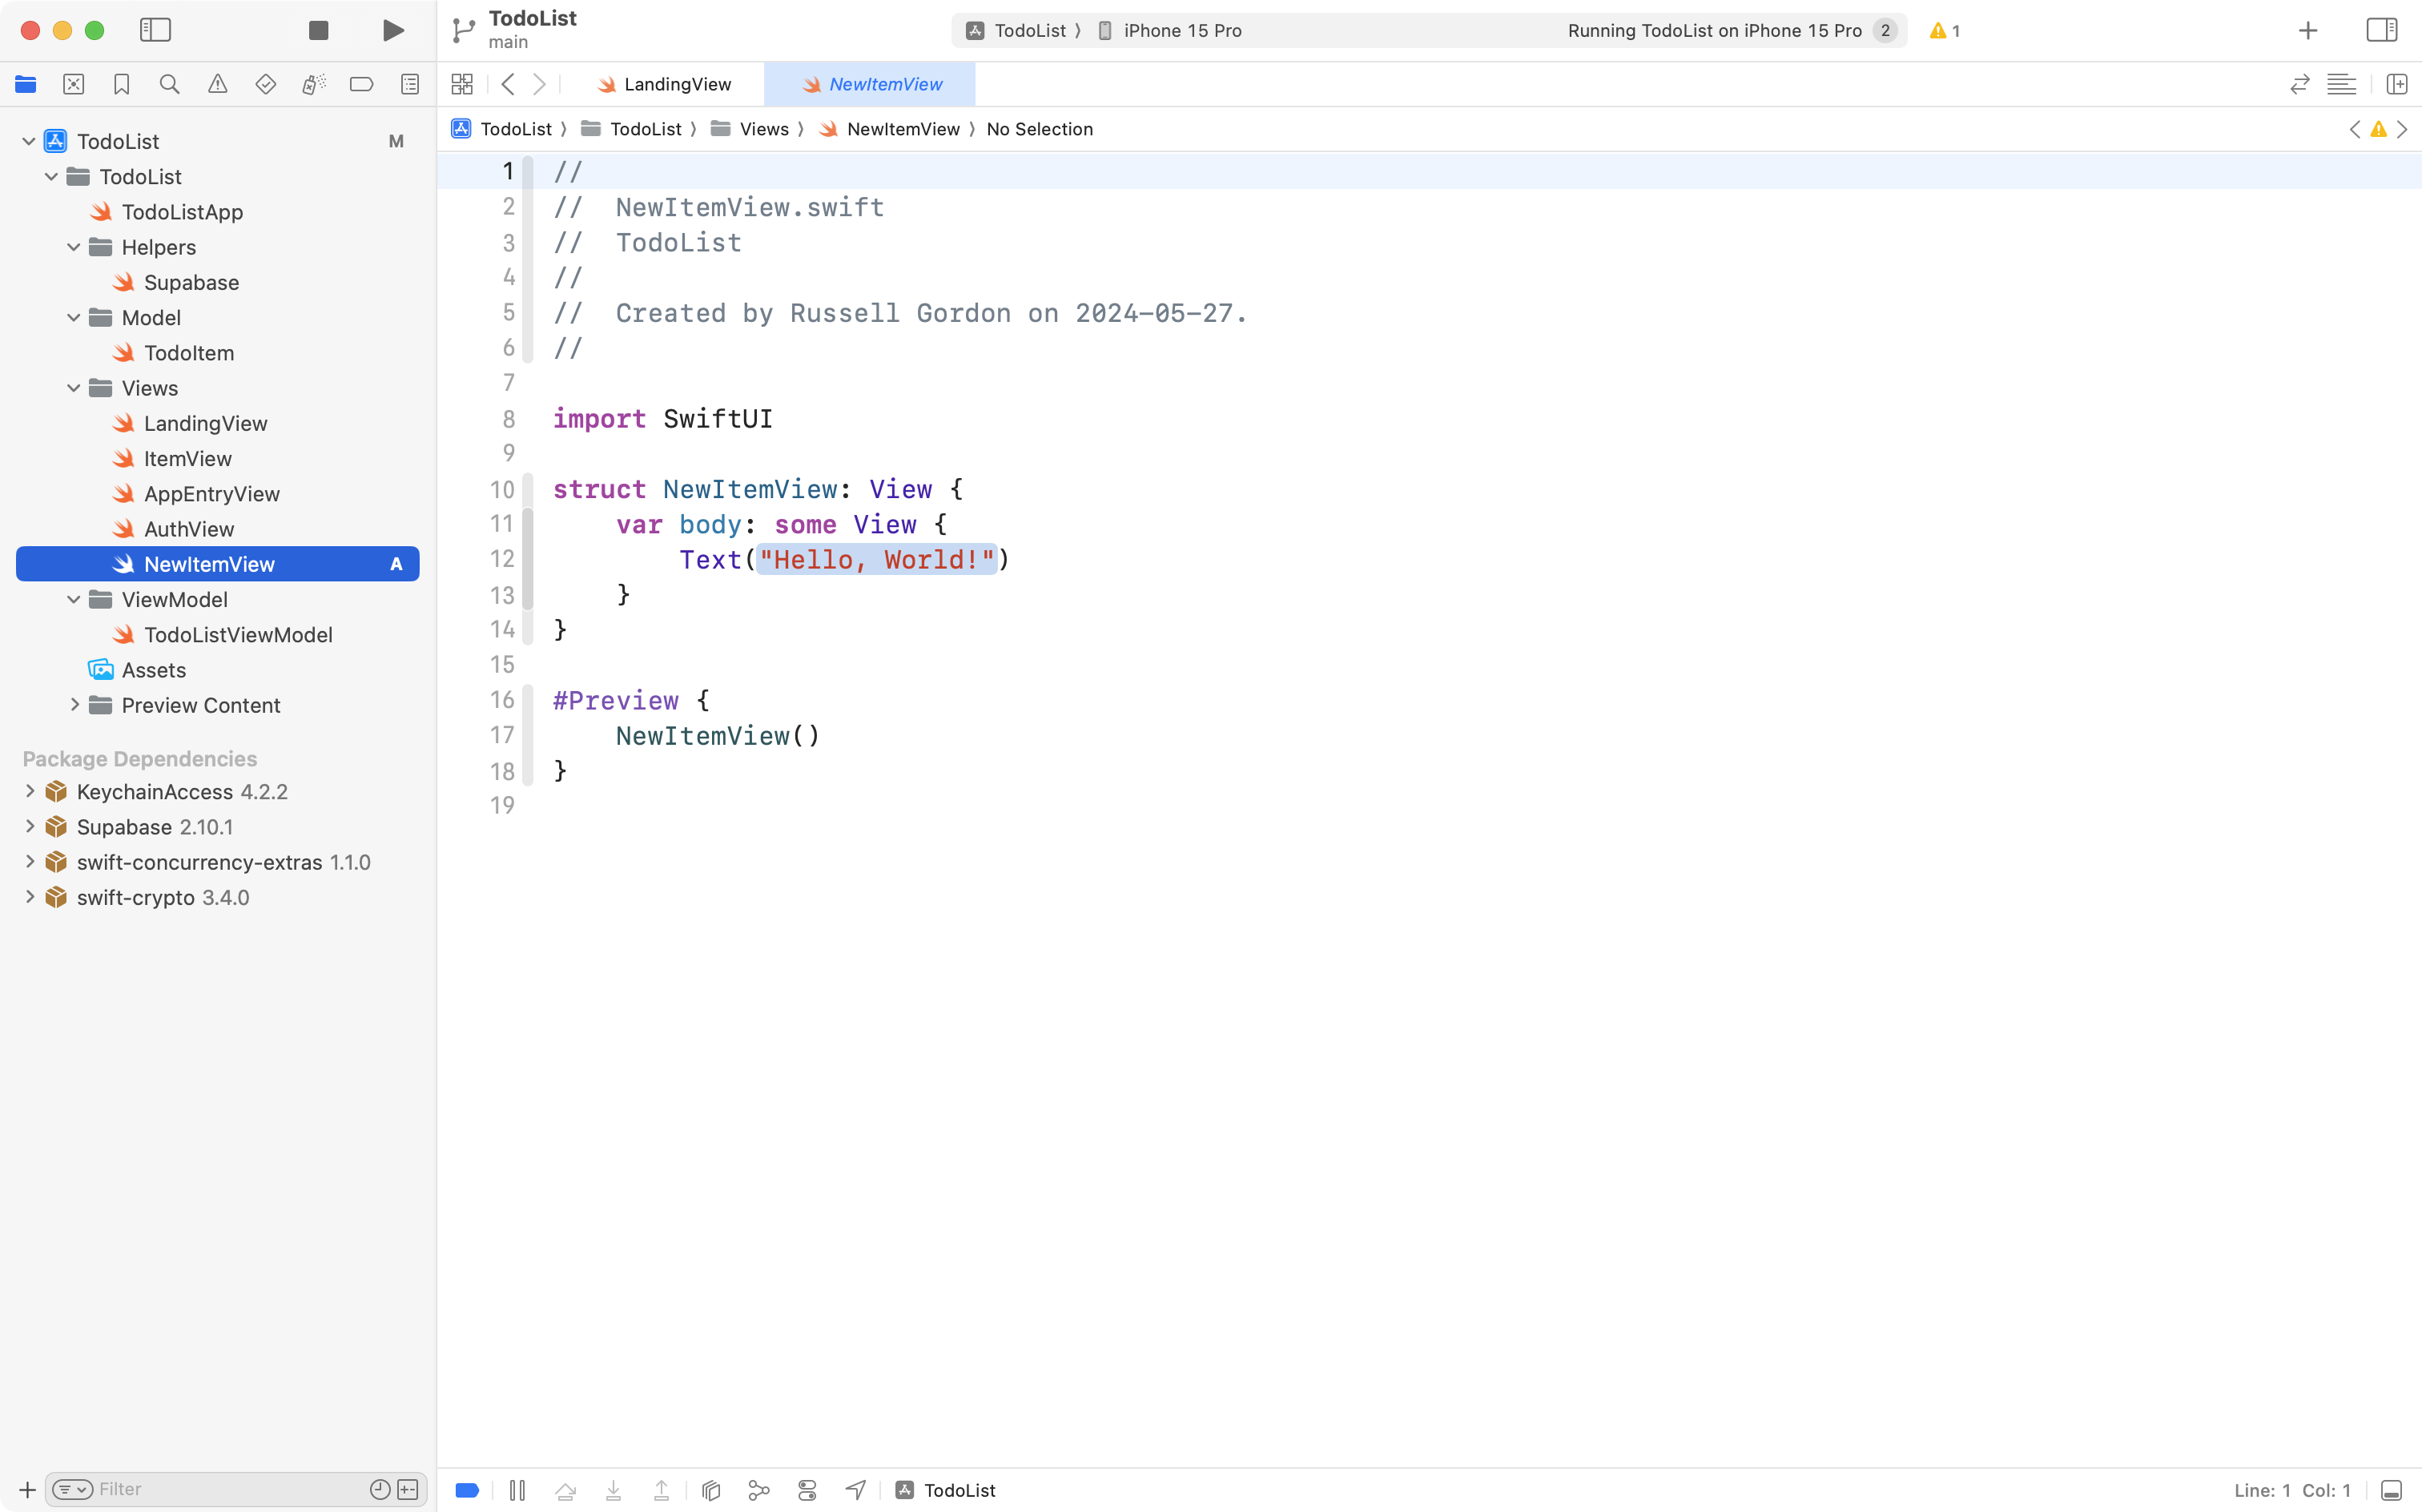 TodoList
main
TodoList ⟩ iPhone 15 Pro
Running TodoList on iPhone 15 Pro 2
1
LandingView
NewItemView
TodoList ⟩ TodoList ⟩ Views ⟩ NewItemView ⟩ No Selection
TodoList M
TodoList
TodoListApp
Helpers
Supabase
Model
TodoItem
Views
LandingView
ItemView
AppEntryView
AuthView
NewItemView A
ViewModel
TodoListViewModel
Assets
Preview Content
Package Dependencies
KeychainAccess 4.2.2
Supabase 2.10.1
swift-concurrency-extras 1.1.0
swift-crypto 3.4.0
Filter
1 //
2 //  NewItemView.swift
3 //  TodoList
4 //
5 //  Created by Russell Gordon on 2024-05-27.
6 //
7
8 import SwiftUI
9
10 struct NewItemView: View {
11     var body: some View {
12         Text("Hello, World!")
13     }
14 }
15
16 #Preview {
17     NewItemView()
18 }
19
TodoList
Line: 1 Col: 1